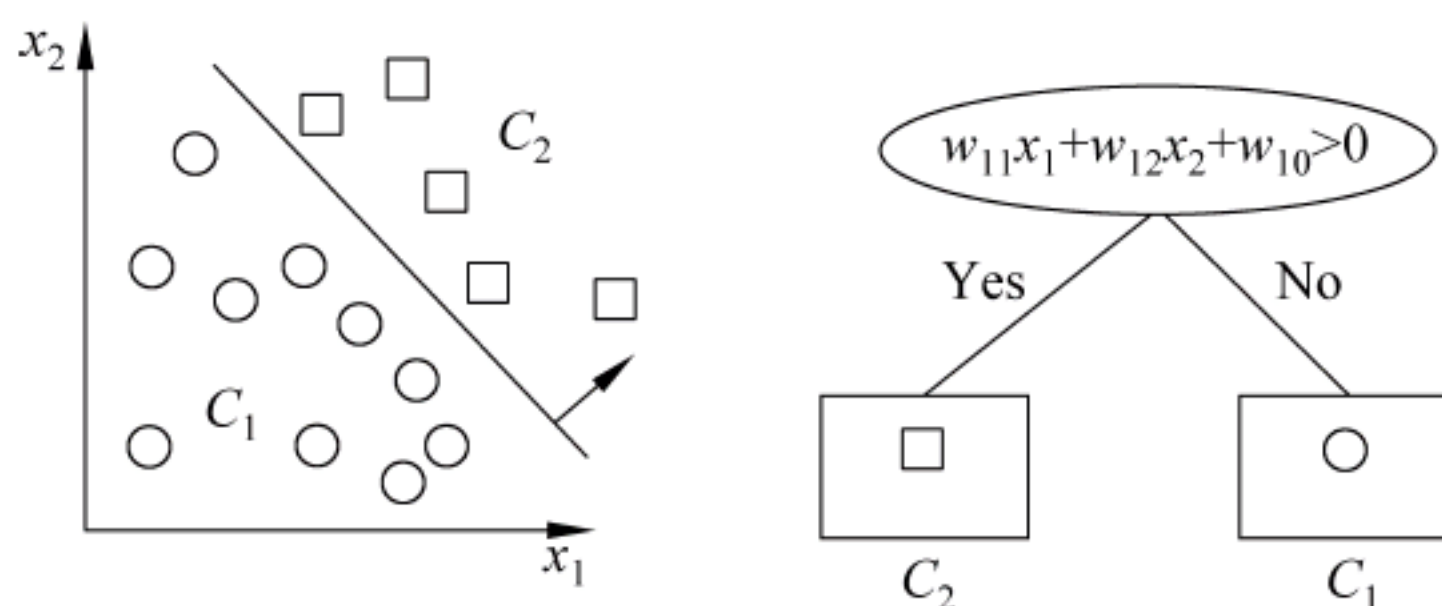 x₂
C₂
C₁
x₁
w₁₁x₁+w₁₂x₂+w₁₀>0
Yes
No
C₂
C₁